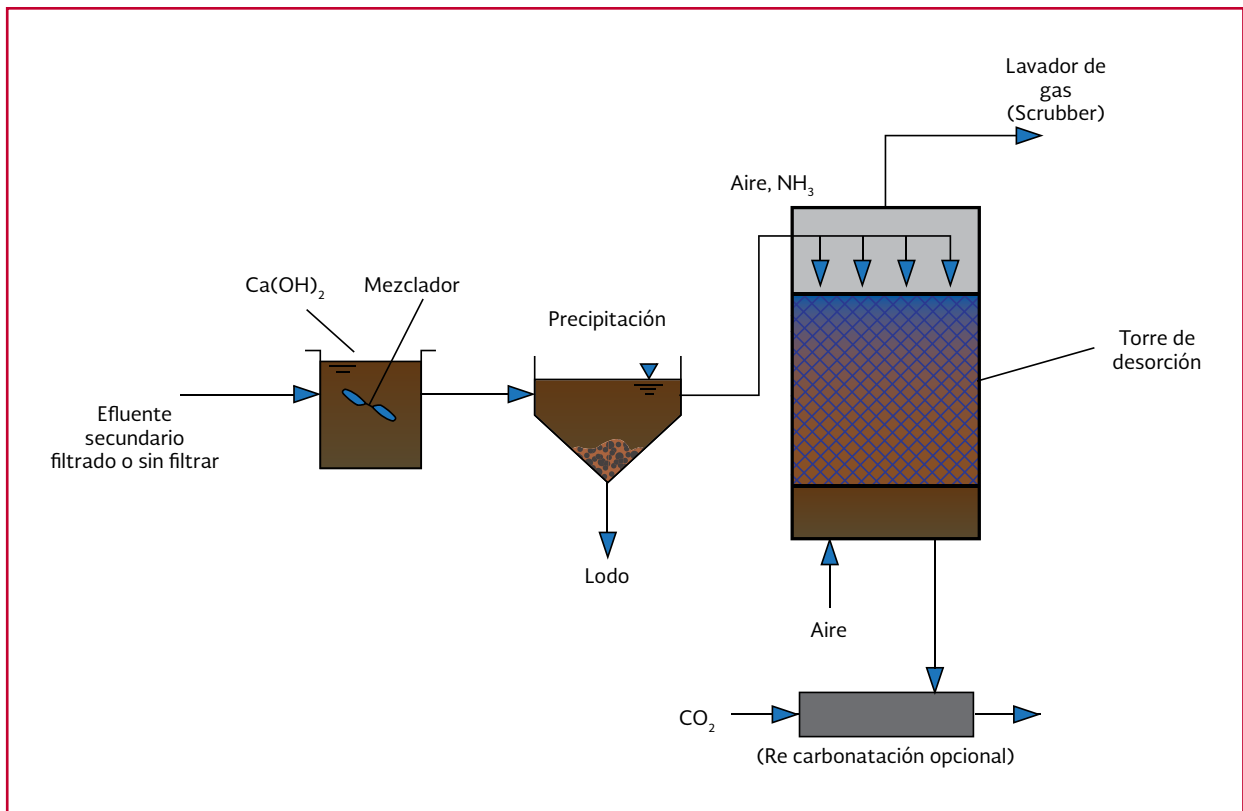 Lavador de
gas
(Scrubber)
Aire, NH₃
Ca(OH)₂
Mezclador
Precipitación
Torre de
desorción
Efluente
secundario
filtrado o sin filtrar
Lodo
Aire
CO₂
(Re carbonatación opcional)